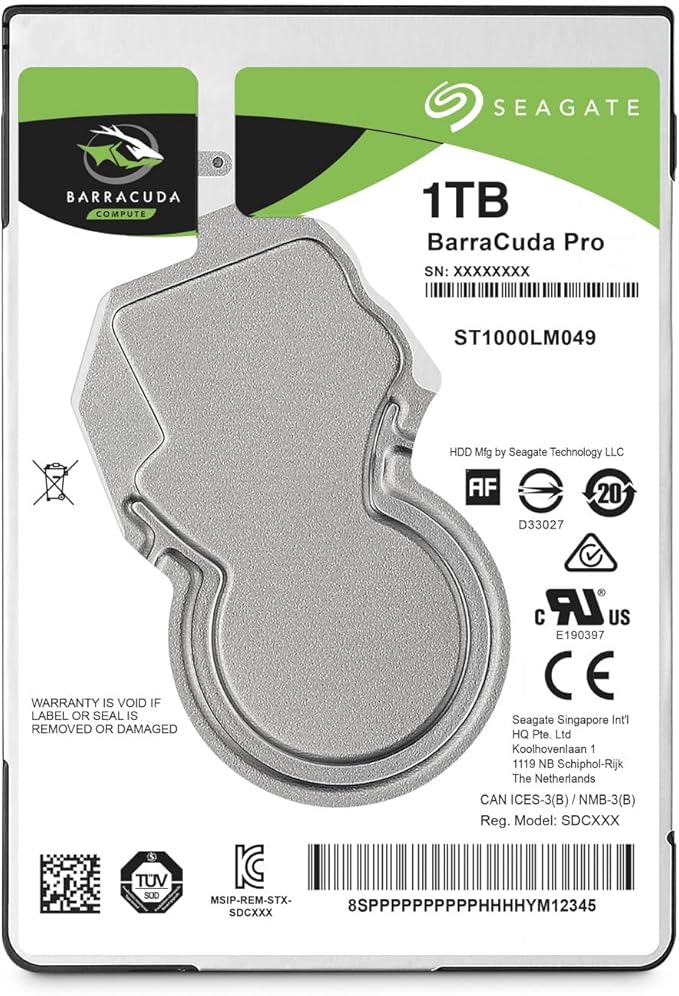 SEAGATE
BARRACUDA
COMPUTE
1TB
BarraCuda Pro
SN: XXXXXXXX
ST1000LM049
HDD Mfg by Seagate Technology LLC
AF
20
D33027
c RU® US
E190397
CE
WARRANTY IS VOID IF
LABEL OR SEAL IS
REMOVED OR DAMAGED
Seagate Singapore Int'l
HQ Pte. Ltd
Koolhovenlaan 1
1119 NB Schiphol-Rijk
The Netherlands
CAN ICES-3(B) / NMB-3(B)
Reg. Model: SDCXXX
TÜV
SÜD
MSIP-REM-STX-
SDCXXX
8SPPPPPPPPPPHHHHYM12345